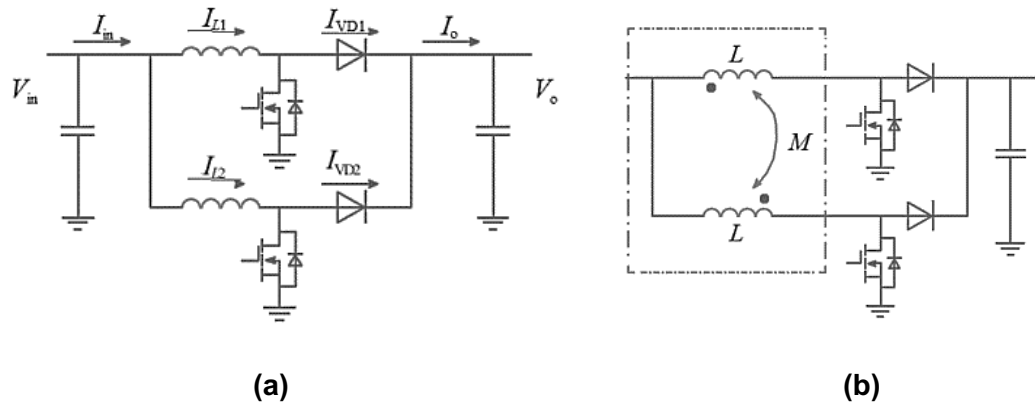 I_in
I_L1
I_VD1
I_o
V_in
V_o
I_L2
I_VD2
(a)
L
M
L
(b)